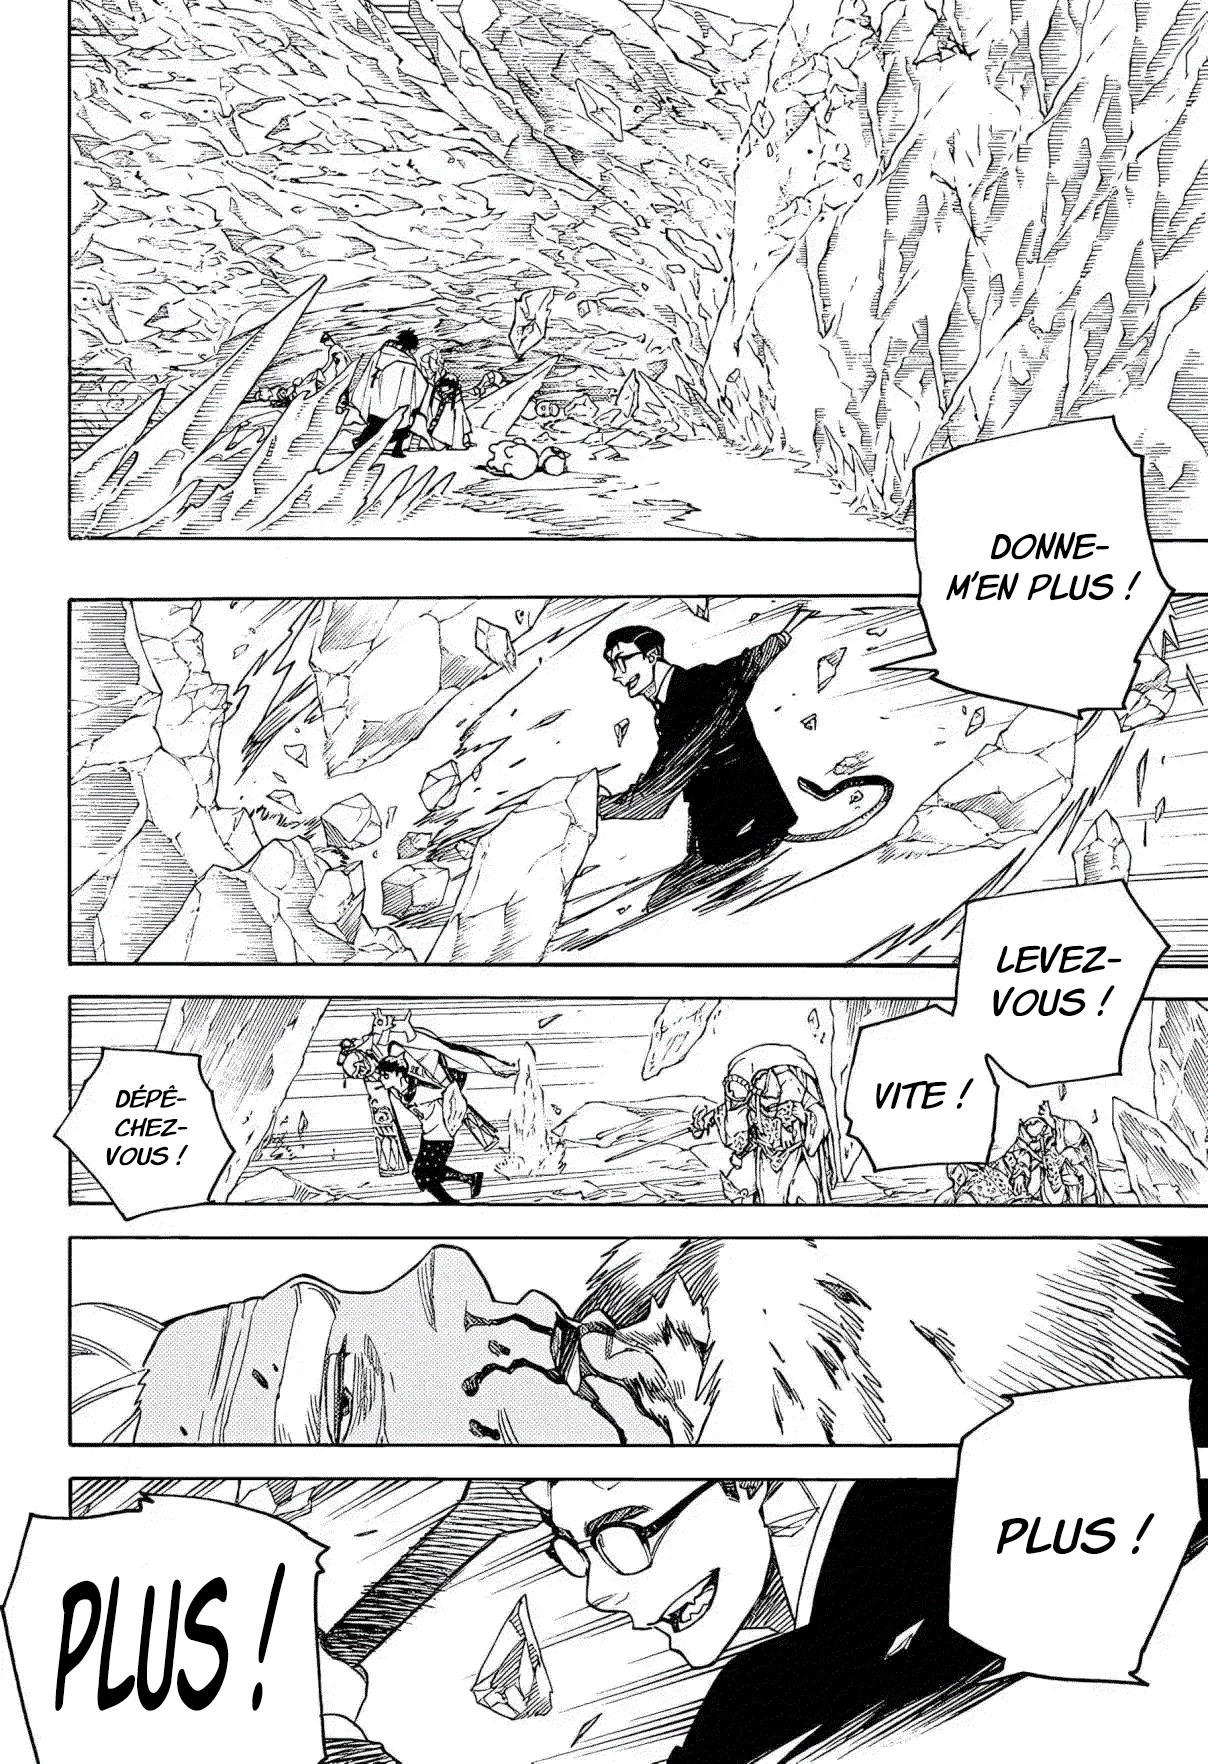 DONNE-
M'EN PLUS !
LEVEZ-
VOUS !
VITE !
DÉPÊ-
CHEZ-
VOUS !
PLUS !
PLUS !